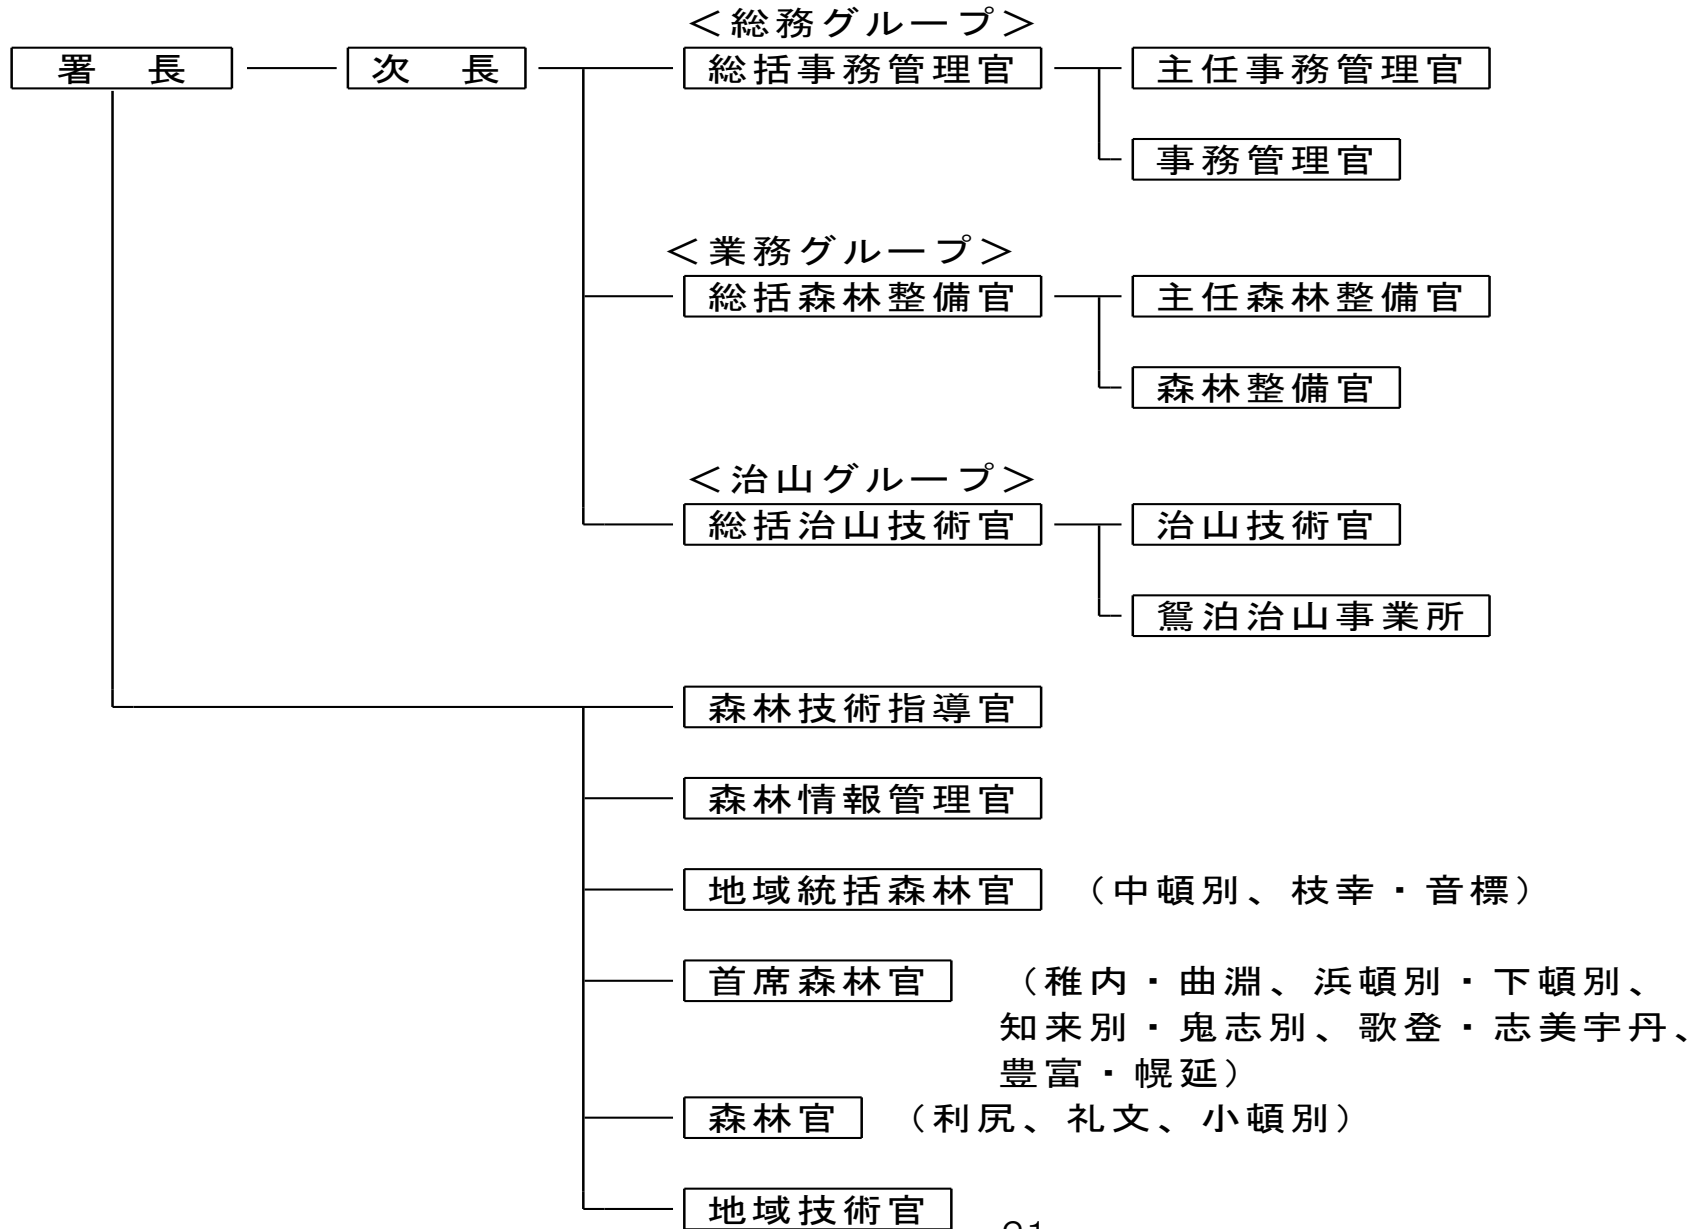 ＜総務グループ＞
署　長　次　長　総括事務管理官　主任事務管理官
事務管理官
＜業務グループ＞
総括森林整備官　主任森林整備官
森林整備官
＜治山グループ＞
総括治山技術官　治山技術官
鴛泊治山事業所
森林技術指導官
森林情報管理官
地域統括森林官　（中頓別、枝幸・音標）
首席森林官　（稚内・曲淵、浜頓別・下頓別、
知来別・鬼志別、歌登・志美宇丹、
豊富・幌延）
森林官　（利尻、礼文、小頓別）
地域技術官